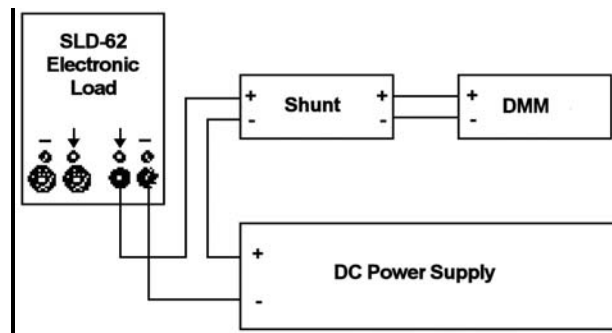 SLD-62
Electronic
Load
– ↓ ↓ –
+ Shunt + + DMM
- - -
+
DC Power Supply
-